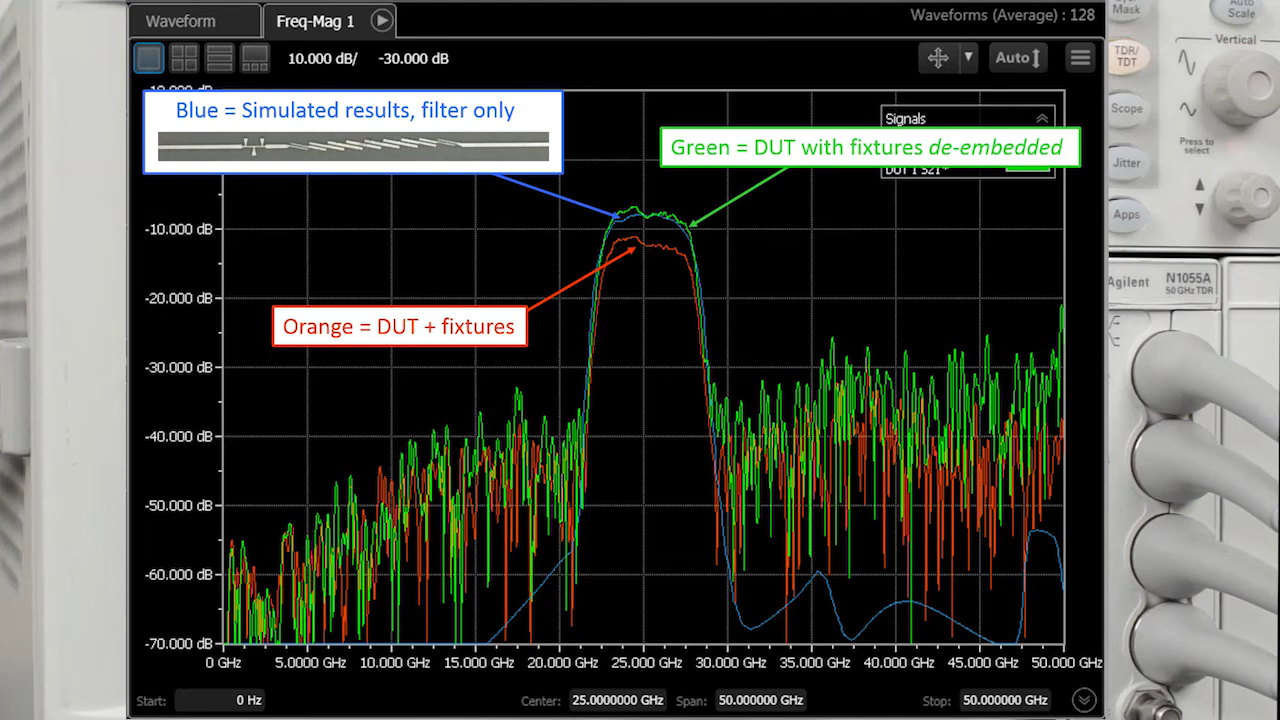 Waveform
Freq-Mag 1
Waveforms (Average) : 128
10.000 dB/
-30.000 dB
Auto
Blue = Simulated results, filter only
Signals
Green = DUT with fixtures de-embedded
DUT 1 S21
Orange = DUT + fixtures
10.000 dB
-10.000 dB
-20.000 dB
-30.000 dB
-40.000 dB
-50.000 dB
-60.000 dB
-70.000 dB
0 GHz
5.0000 GHz
10.000 GHz
15.000 GHz
20.000 GHz
25.000 GHz
30.000 GHz
35.000 GHz
40.000 GHz
45.000 GHz
50.000 GHz
Start:
0 Hz
Center:
25.0000000 GHz
Span:
50.000000 GHz
Stop:
50.000000 GHz
Mask
Auto
Scale
Vertical
TDR/
TDT
Scope
Press to
select
Jitter
Apps
Agilent
N1055A
50 GHz TDR